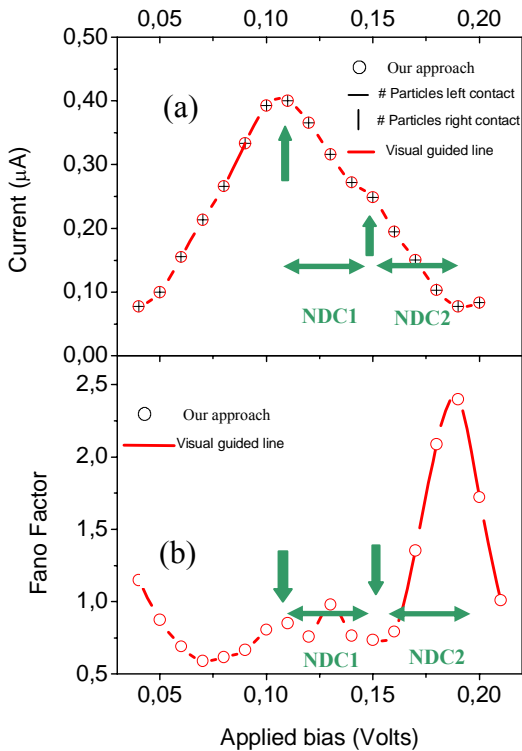 0,05 0,10 0,15 0,20
0,50
0,40
0,30
0,20
0,10
0,00
Current (μA)
(a)
Our approach
# Particles left contact
# Particles right contact
Visual guided line
NDC1 NDC2
2,5
2,0
1,5
1,0
0,5
Fano Factor
Our approach
Visual guided line
(b)
NDC1 NDC2
0,05 0,10 0,15 0,20
Applied bias (Volts)